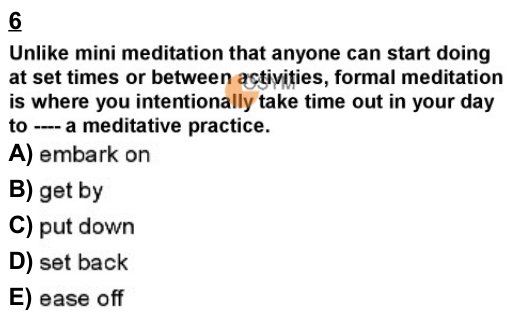 6
Unlike mini meditation that anyone can start doing
at set times or between activities, formal meditation
is where you intentionally take time out in your day
to ---- a meditative practice.
A) embark on
B) get by
C) put down
D) set back
E) ease off